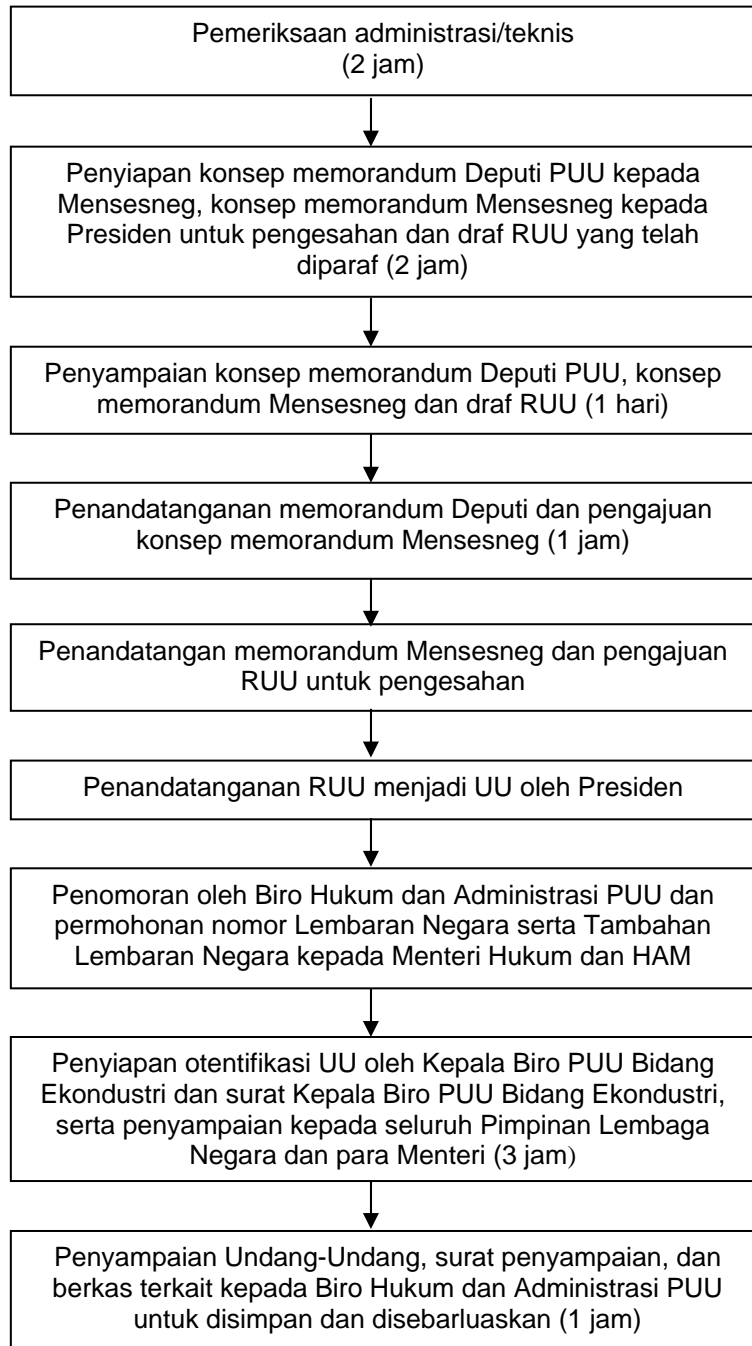 Pemeriksaan administrasi/teknis
(2 jam)
Penyiapan konsep memorandum Deputi PUU kepada
Mensesneg, konsep memorandum Mensesneg kepada
Presiden untuk pengesahan dan draf RUU yang telah
diparaf (2 jam)
Penyampaian konsep memorandum Deputi PUU, konsep
memorandum Mensesneg dan draf RUU (1 hari)
Penandatanganan memorandum Deputi dan pengajuan
konsep memorandum Mensesneg (1 jam)
Penandatangan memorandum Mensesneg dan pengajuan
RUU untuk pengesahan
Penandatanganan RUU menjadi UU oleh Presiden
Penomoran oleh Biro Hukum dan Administrasi PUU dan
permohonan nomor Lembaran Negara serta Tambahan
Lembaran Negara kepada Menteri Hukum dan HAM
Penyiapan otentifikasi UU oleh Kepala Biro PUU Bidang
Ekondustri dan surat Kepala Biro PUU Bidang Ekondustri,
serta penyampaian kepada seluruh Pimpinan Lembaga
Negara dan para Menteri (3 jam)
Penyampaian Undang-Undang, surat penyampaian, dan
berkas terkait kepada Biro Hukum dan Administrasi PUU
untuk disimpan dan disebarluaskan (1 jam)